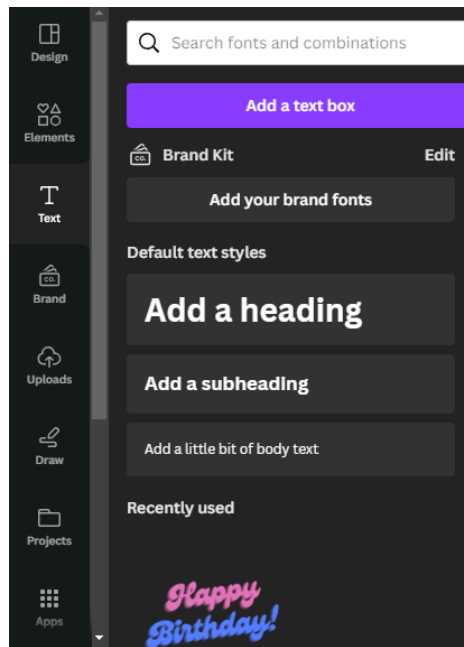 Design
Elements
Text
Brand
Uploads
Draw
Projects
Apps
Search fonts and combinations
Add a text box
CO. Brand Kit Edit
Add your brand fonts
Default text styles
Add a heading
Add a subheading
Add a little bit of body text
Recently used
Happy
Birthday!